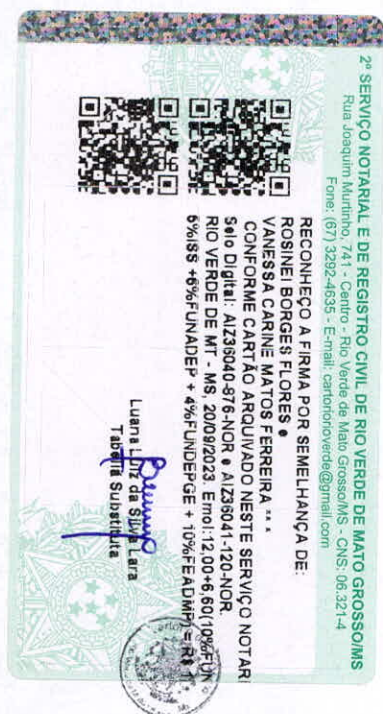 2º SERVIÇO NOTARIAL E DE REGISTRO CIVIL DE RIO VERDE DE MATO GROSSO/MS
Rua Joaquim Murtinho, 741 - Centro - Rio Verde de Mato Grosso/MS - CNS: 06.321-4
Fone: (67) 3292-4635 - E-mail: cartoriorioverde@gmail.com
RECONHEÇO A FIRMA POR SEMELHANÇA DE:
ROSINEI BORGES FLORES e
VANESSA CARINE MATOS FERREIRA * * *
CONFORME CARTÃO ARQUIVADO NESTE SERVIÇO NOTARI
Selo Digital: AIZ36040-976-NOR e AIZ36041-120-NOR.
RIO VERDE DE MT - MS, 20/09/2023. Emol:12,00+6,60(10%FUN
5%ISS +6%FUNADEP + 4%FUNDEPGE + 10%FEADMP) = R$
Luana Luiz da Silva Lara
Tabeliã Substituta